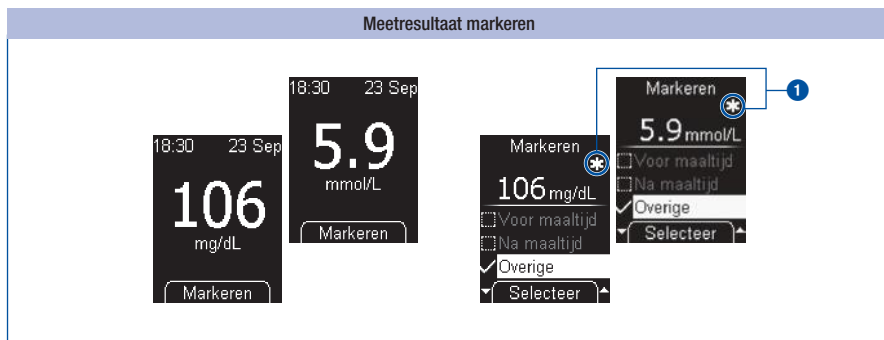 Meetresultaat markeren
18:30 23 Sep
106
mg/dL
Markeren
18:30 23 Sep
5.9
mmol/L
Markeren
Markeren
*
106 mg/dL
Voor maaltijd
Na maaltijd
Overige
Selecteer
Markeren
*
5.9 mmol/L
Voor maaltijd
Na maaltijd
Overige
Selecteer
1